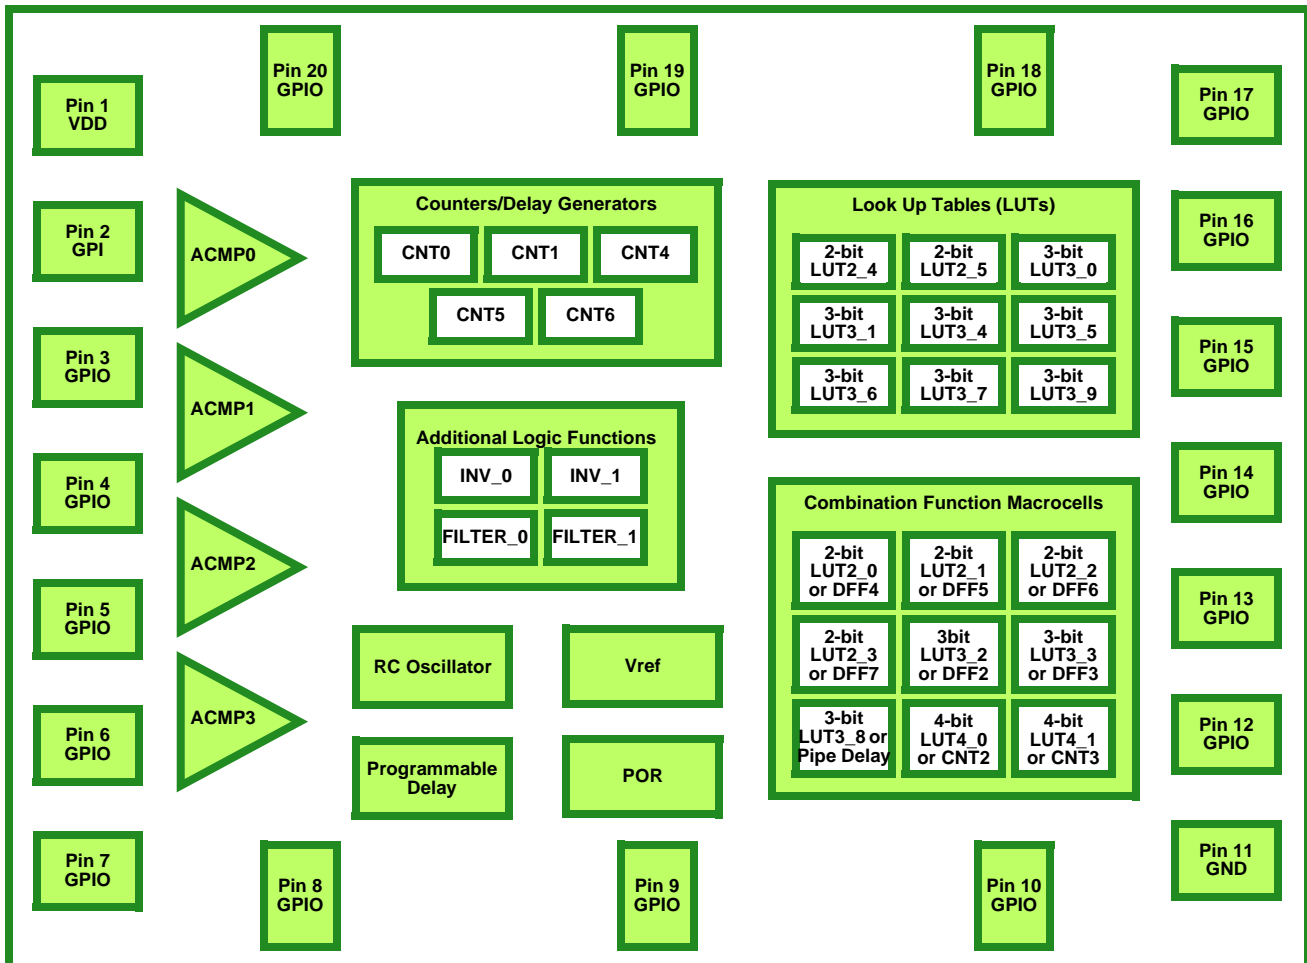 Pin 20
GPIO
Pin 19
GPIO
Pin 18
GPIO
Pin 1
VDD
Pin 2
GPI
Pin 3
GPIO
Pin 4
GPIO
Pin 5
GPIO
Pin 6
GPIO
Pin 7
GPIO
ACMP0
ACMP1
ACMP2
ACMP3
Counters/Delay Generators
CNT0
CNT1
CNT4
CNT5
CNT6
Additional Logic Functions
INV_0
INV_1
FILTER_0
FILTER_1
RC Oscillator
Vref
Programmable
Delay
POR
Look Up Tables (LUTs)
2-bit
LUT2_4
2-bit
LUT2_5
3-bit
LUT3_0
3-bit
LUT3_1
3-bit
LUT3_4
3-bit
LUT3_5
3-bit
LUT3_6
3-bit
LUT3_7
3-bit
LUT3_9
Combination Function Macrocells
2-bit
LUT2_0
or DFF4
2-bit
LUT2_1
or DFF5
2-bit
LUT2_2
or DFF6
2-bit
LUT2_3
or DFF7
3bit
LUT3_2
or DFF2
3-bit
LUT3_3
or DFF3
3-bit
LUT3_8 or
Pipe Delay
4-bit
LUT4_0
or CNT2
4-bit
LUT4_1
or CNT3
Pin 17
GPIO
Pin 16
GPIO
Pin 15
GPIO
Pin 14
GPIO
Pin 13
GPIO
Pin 12
GPIO
Pin 11
GND
Pin 8
GPIO
Pin 9
GPIO
Pin 10
GPIO